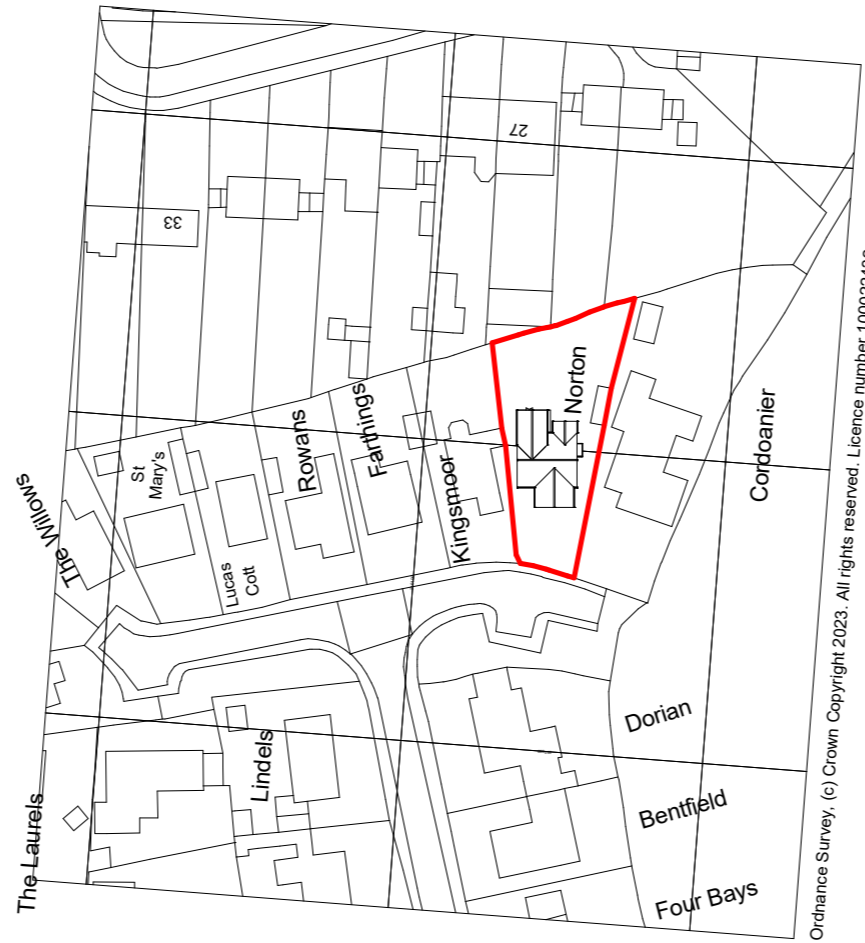 33
27
The Willows
St
Mary's
Rowans
Farthings
Norton
Kingsmoor
Lucas
Cott
Cordoanier
Dorian
Lindels
Bentfield
The Laurels
Four Bays
Ordnance Survey, (c) Crown Copyright 2023. All rights reserved. Licence number